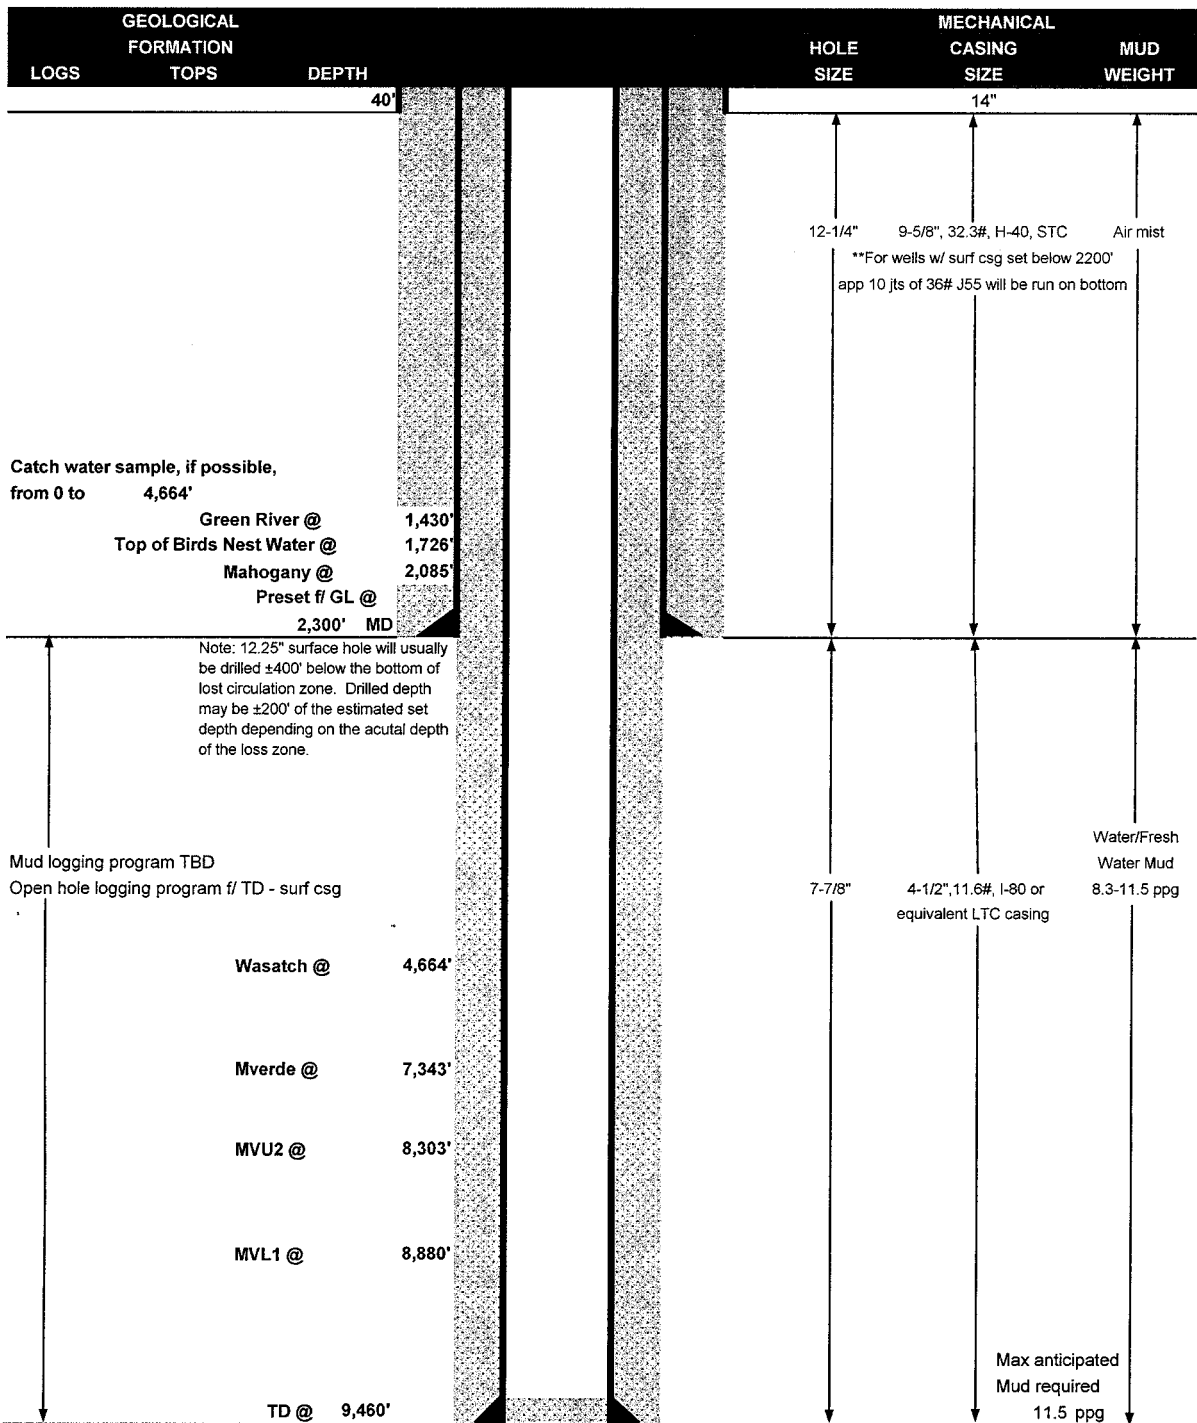 GEOLOGICAL MECHANICAL
FORMATION HOLE CASING MUD
LOGS TOPS DEPTH SIZE SIZE WEIGHT
40' 14"
12-1/4" 9-5/8", 32.3#, H-40, STC Air mist
**For wells w/ surf csg set below 2200'
app 10 jts of 36# J55 will be run on bottom
Catch water sample, if possible,
from 0 to 4,664'
Green River @ 1,430'
Top of Birds Nest Water @ 1,726'
Mahogany @ 2,085'
Preset f/ GL @
2,300' MD
Note: 12.25" surface hole will usually
be drilled ±400' below the bottom of
lost circulation zone. Drilled depth
may be ±200' of the estimated set
depth depending on the acutal depth
of the loss zone.
Water/Fresh
Mud logging program TBD Water Mud
Open hole logging program f/ TD - surf csg 7-7/8" 4-1/2",11.6#, I-80 or 8.3-11.5 ppg
equivalent LTC casing
Wasatch @ 4,664'
Mverde @ 7,343'
MVU2 @ 8,303'
MVL1 @ 8,880'
Max anticipated
Mud required
TD @ 9,460' 11.5 ppg